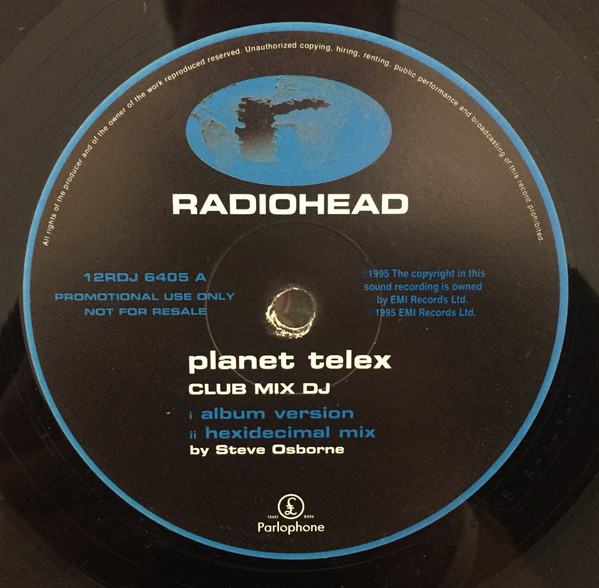 All rights of the producer and of the owner of the work reproduced reserved. Unauthorized copying, hiring, renting, public performance and broadcasting of this record prohibited.
RADIOHEAD
12RDJ 6405 A
PROMOTIONAL USE ONLY
NOT FOR RESALE
1995 The copyright in this
sound recording is owned
by EMI Records Ltd.
1995 EMI Records Ltd.
planet telex
CLUB MIX DJ
i album version
ii hexidecimal mix
by Steve Osborne
£
TRADE MARK
Parlophone